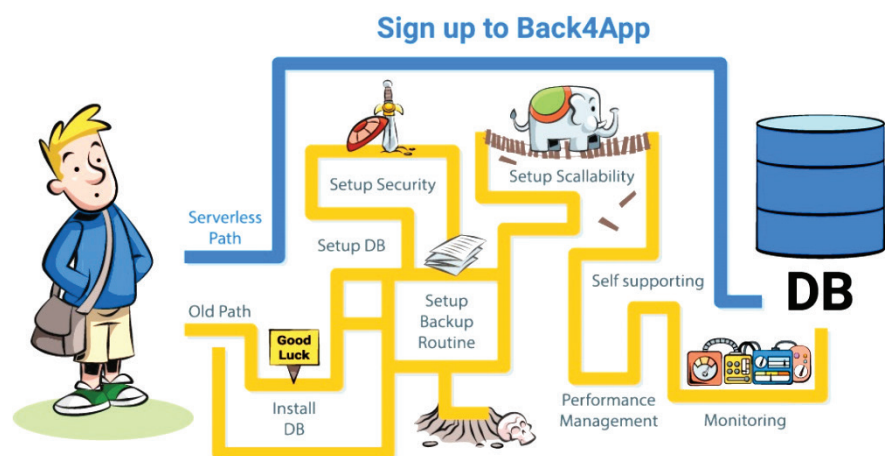 Sign up to Back4App
Setup Security
Setup Scallability
Serverless
Path
Setup DB
Self supporting
DB
Old Path
Good
Luck
Setup
Backup
Routine
Install
DB
Performance
Management
Monitoring